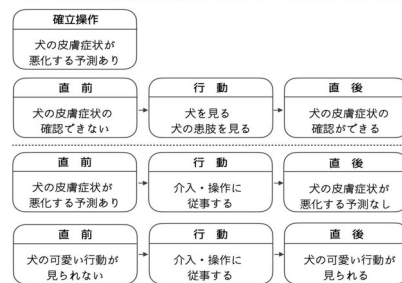 確立操作
犬の皮膚症状が
悪化する予測あり
直前 行動 直後
犬の皮膚症状の 犬を見る 犬の皮膚症状の
確認できない 犬の患肢を見る 確認ができる
直前 行動 直後
犬の皮膚症状が 介入・操作に 犬の皮膚症状が
悪化する予測あり 従事する 悪化する予測なし
直前 行動 直後
犬の可愛い行動が 介入・操作に 犬の可愛い行動が
見られない 従事する 見られる